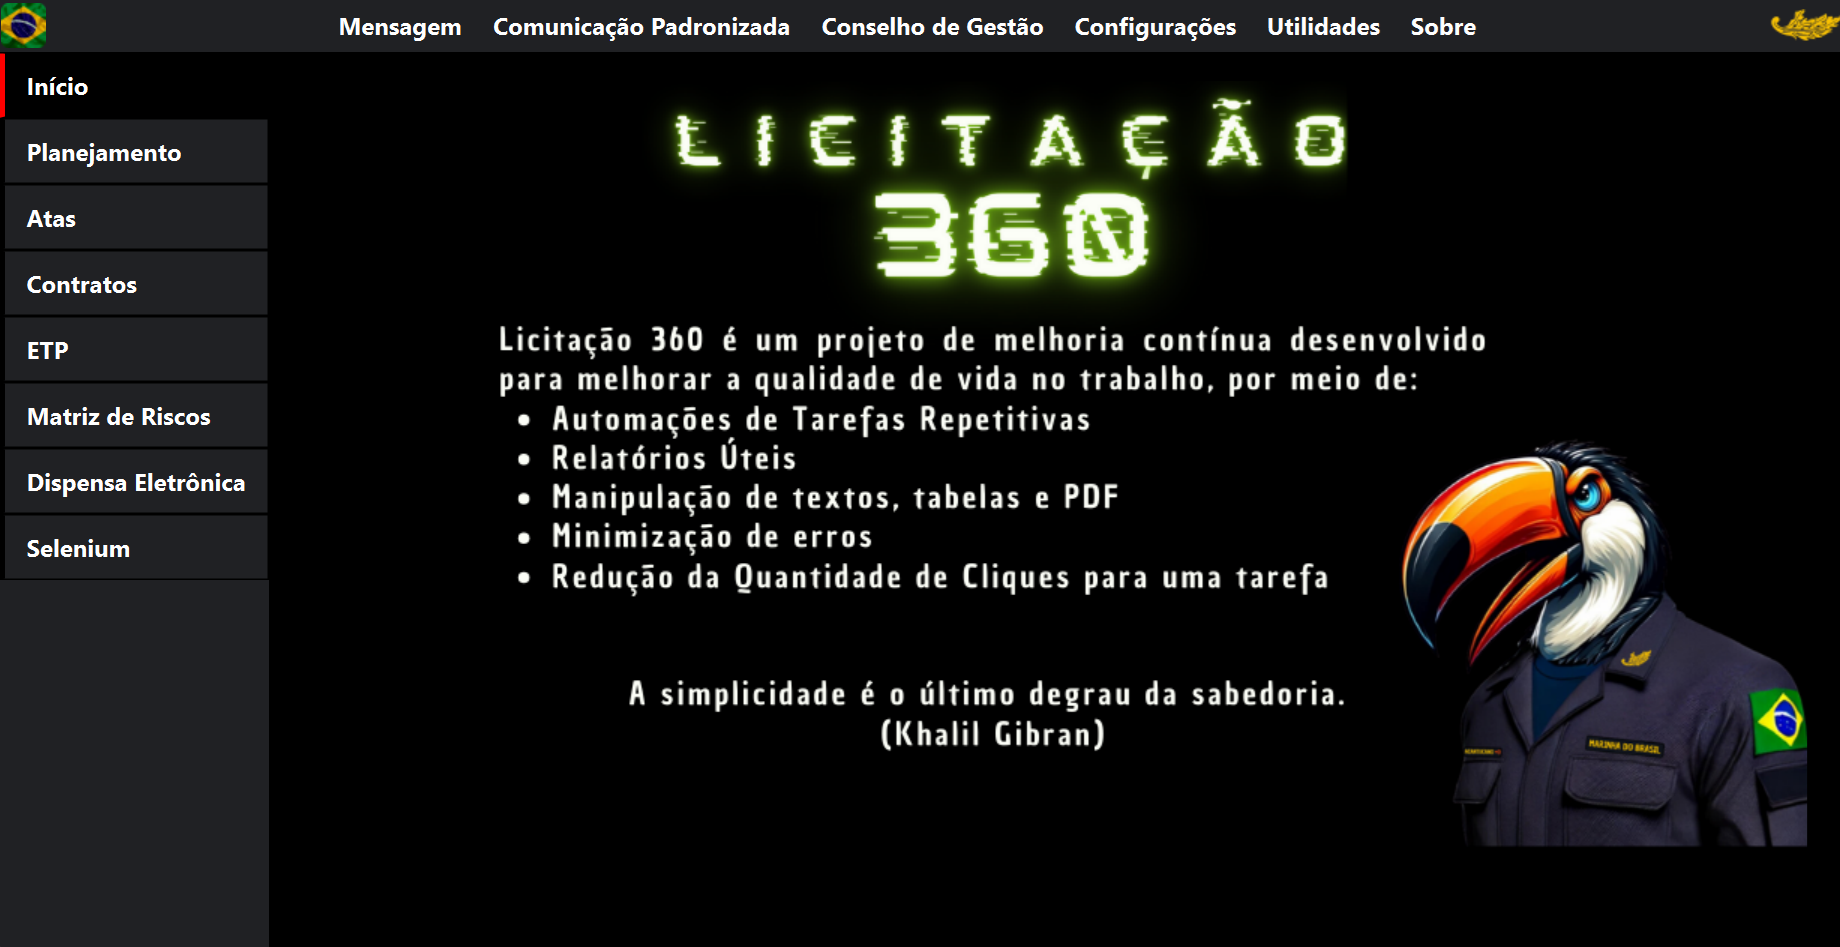 Mensagem Comunicação Padronizada Conselho de Gestão Configurações Utilidades Sobre
Início
Planejamento
Atas
Contratos
ETP
Matriz de Riscos
Dispensa Eletrônica
Selenium
LICITAÇÃO
360
Licitação 360 é um projeto de melhoria contínua desenvolvido
para melhorar a qualidade de vida no trabalho, por meio de:
• Automações de Tarefas Repetitivas
• Relatórios Úteis
• Manipulação de textos, tabelas e PDF
• Minimização de erros
• Redução da Quantidade de Cliques para uma tarefa
A simplicidade é o último degrau da sabedoria.
(Khalil Gibran)
MARINHA DO BRASIL